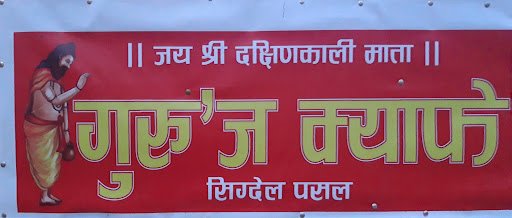 || जय श्री दक्षिणकाली माता ||
गुरु'ज क्याफे
सिग्देल पसल